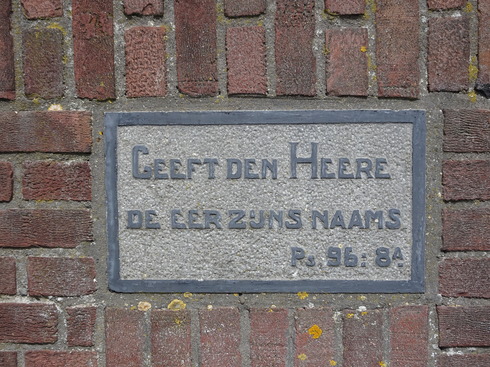 GEEFT DEN HEERE
DE EER ZIJNS NAAMS
Ps. 96:8A.